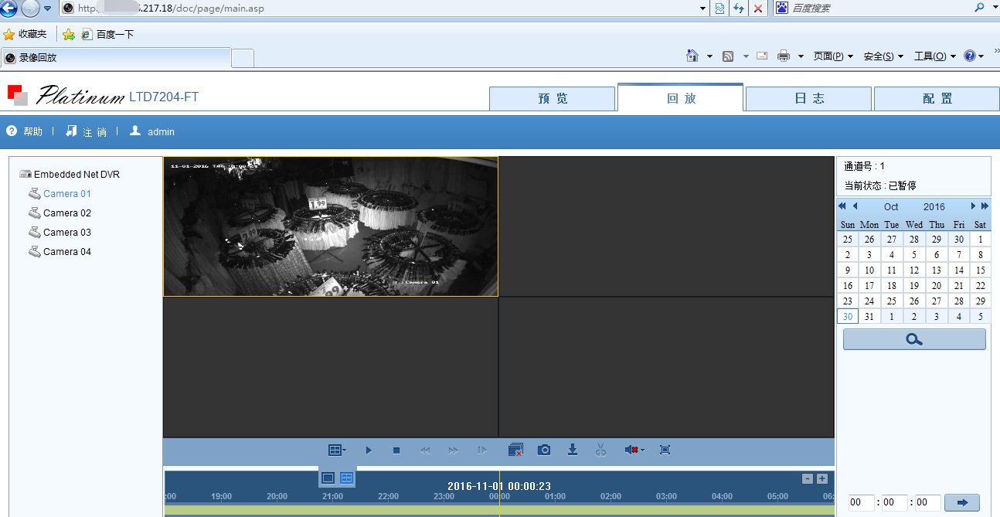 http .217.18/doc/page/main.asp
百度搜索
收藏夹
百度一下
录像回放
页面(P)
安全(S)
工具(O)
Platinum LTD7204-FT
预 览
回 放
日 志
配 置
帮助
注 销
admin
Embedded Net DVR
Camera 01
Camera 02
Camera 03
Camera 04
11-01-2016 Tue 00:00:24
1.99
2.99
.99
Camera 01
通道号 : 1
当前状态 : 已暂停
Oct 2016
Sun Mon Tue Wed Thu Fri Sat
25 26 27 28 29 30 1
2 3 4 5 6 7 8
9 10 11 12 13 14 15
16 17 18 19 20 21 22
23 24 25 26 27 28 29
30 31 1 2 3 4 5
2016-11-01 00:00:23
:00 19:00 20:00 21:00 22:00 23:00 00:00 01:00 02:00 03:00 04:00 05:00 06:
00 : 00 : 00